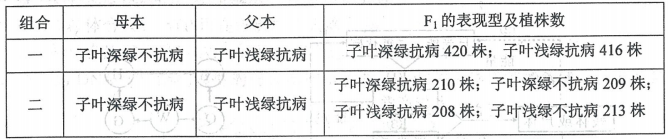 组合 母本 父本 F₁的表现型及植株数
一 子叶深绿不抗病 子叶浅绿抗病 子叶深绿抗病 420 株；子叶浅绿抗病 416 株
二 子叶深绿不抗病 子叶浅绿抗病 子叶深绿抗病 210 株；子叶深绿不抗病 209 株；
子叶浅绿抗病 208 株；子叶浅绿不抗病 213 株